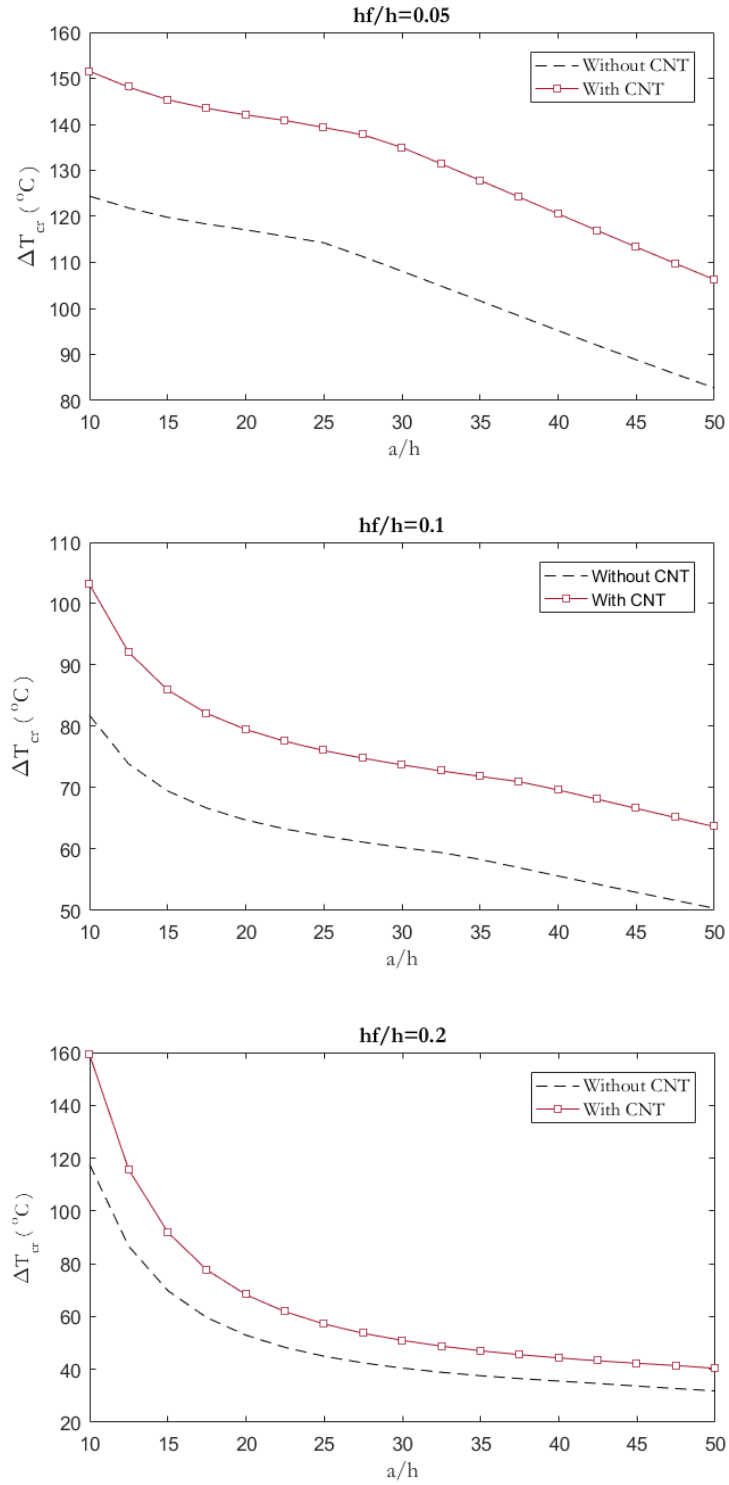 hf/h=0.05
160
150
140
130
120
110
100
90
80
ΔTcr (°C)
Without CNT
With CNT
10 15 20 25 30 35 40 45 50
a/h
hf/h=0.1
110
100
90
80
70
60
50
ΔTcr (°C)
Without CNT
With CNT
10 15 20 25 30 35 40 45 50
a/h
hf/h=0.2
160
140
120
100
80
60
40
20
ΔTcr (°C)
Without CNT
With CNT
10 15 20 25 30 35 40 45 50
a/h